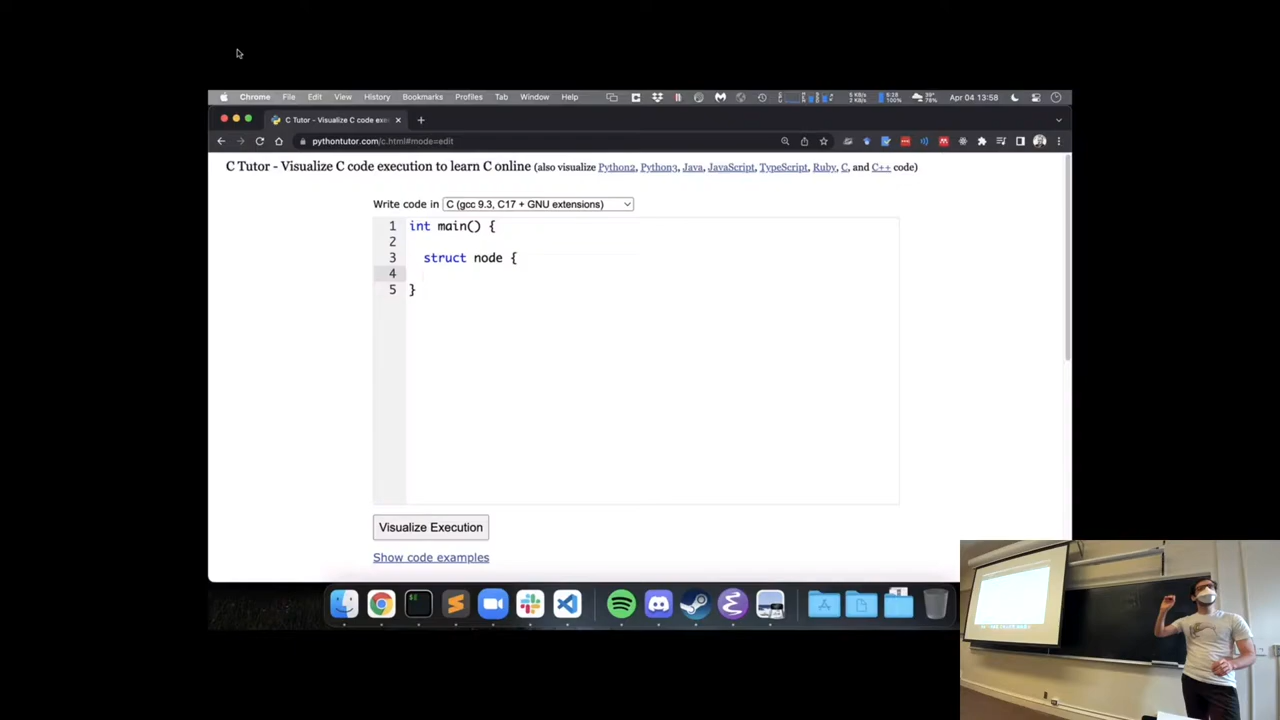 Chrome File Edit View History Bookmarks Profiles Tab Window Help Apr 04 13:58
C Tutor - Visualize C code exe
pythontutor.com/c.html#mode=edit
C Tutor - Visualize C code execution to learn C online (also visualize Python2, Python3, Java, JavaScript, TypeScript, Ruby, C, and C++ code)
Write code in C (gcc 9.3, C17 + GNU extensions)
1 int main() {
2
3 struct node {
4
5 }
Visualize Execution
Show code examples